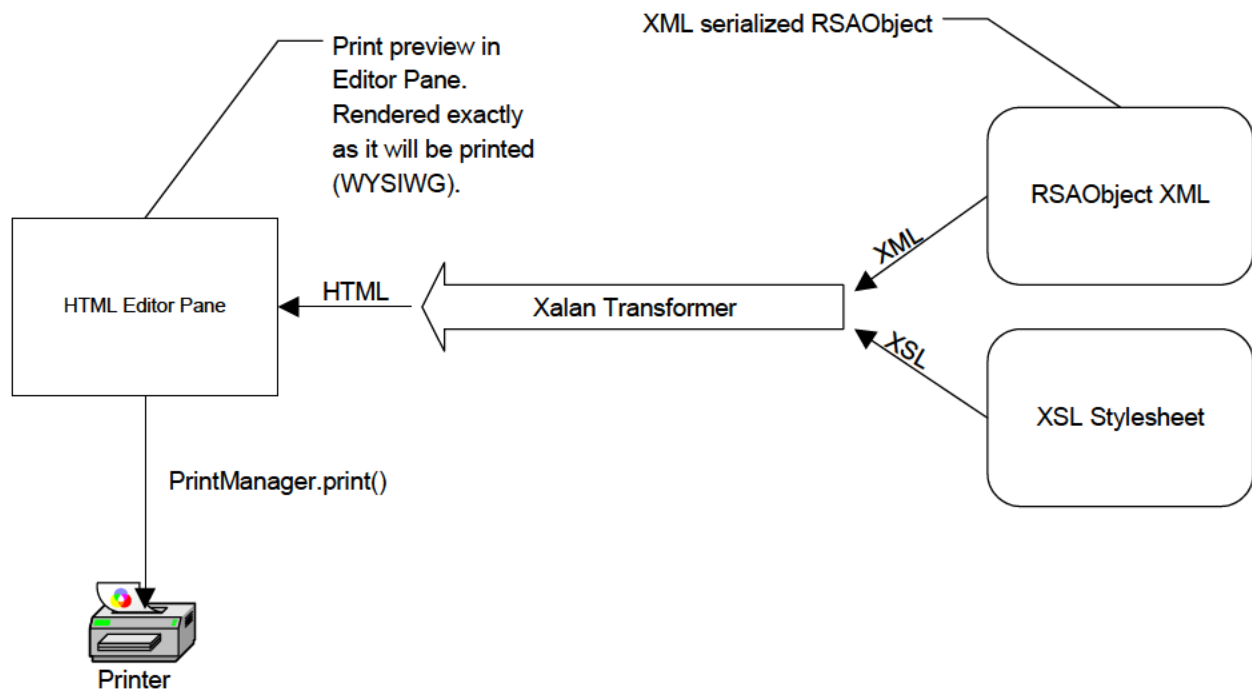 XML serialized RSAObject
Print preview in
Editor Pane.
Rendered exactly
as it will be printed
(WYSIWG).
RSAObject XML
XML
HTML
HTML Editor Pane
Xalan Transformer
XSL
XSL Stylesheet
PrintManager.print()
Printer